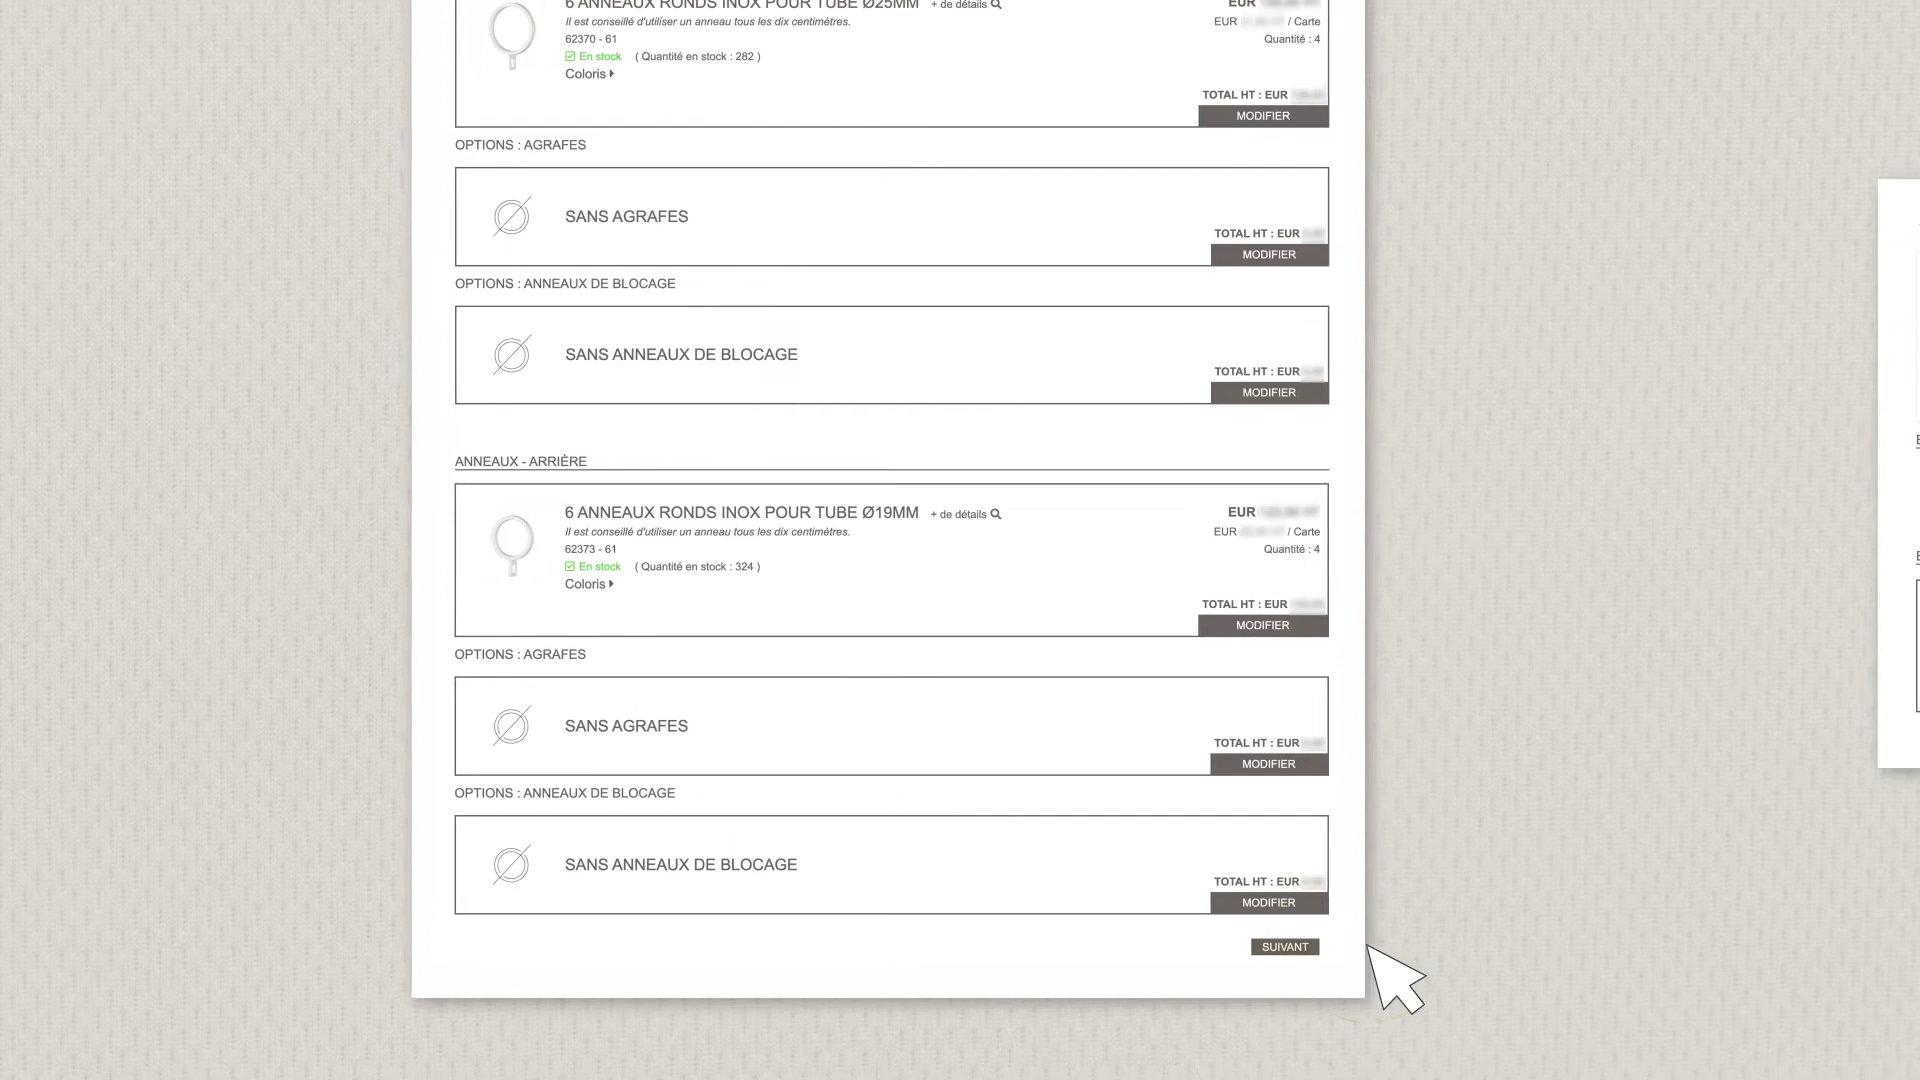 6 ANNEAUX RONDS INOX POUR TUBE Ø25MM + de détails EUR
Il est conseillé d'utiliser un anneau tous les dix centimètres. EUR / Carte
62370 - 61 Quantité : 4
En stock ( Quantité en stock : 282 )
Coloris
TOTAL HT : EUR
MODIFIER
OPTIONS : AGRAFES
SANS AGRAFES
TOTAL HT : EUR
MODIFIER
OPTIONS : ANNEAUX DE BLOCAGE
SANS ANNEAUX DE BLOCAGE
TOTAL HT : EUR
MODIFIER
ANNEAUX - ARRIÈRE
6 ANNEAUX RONDS INOX POUR TUBE Ø19MM + de détails EUR
Il est conseillé d'utiliser un anneau tous les dix centimètres. EUR / Carte
62373 - 61 Quantité : 4
En stock ( Quantité en stock : 324 )
Coloris
TOTAL HT : EUR
MODIFIER
OPTIONS : AGRAFES
SANS AGRAFES
TOTAL HT : EUR
MODIFIER
OPTIONS : ANNEAUX DE BLOCAGE
SANS ANNEAUX DE BLOCAGE
TOTAL HT : EUR
MODIFIER
SUIVANT